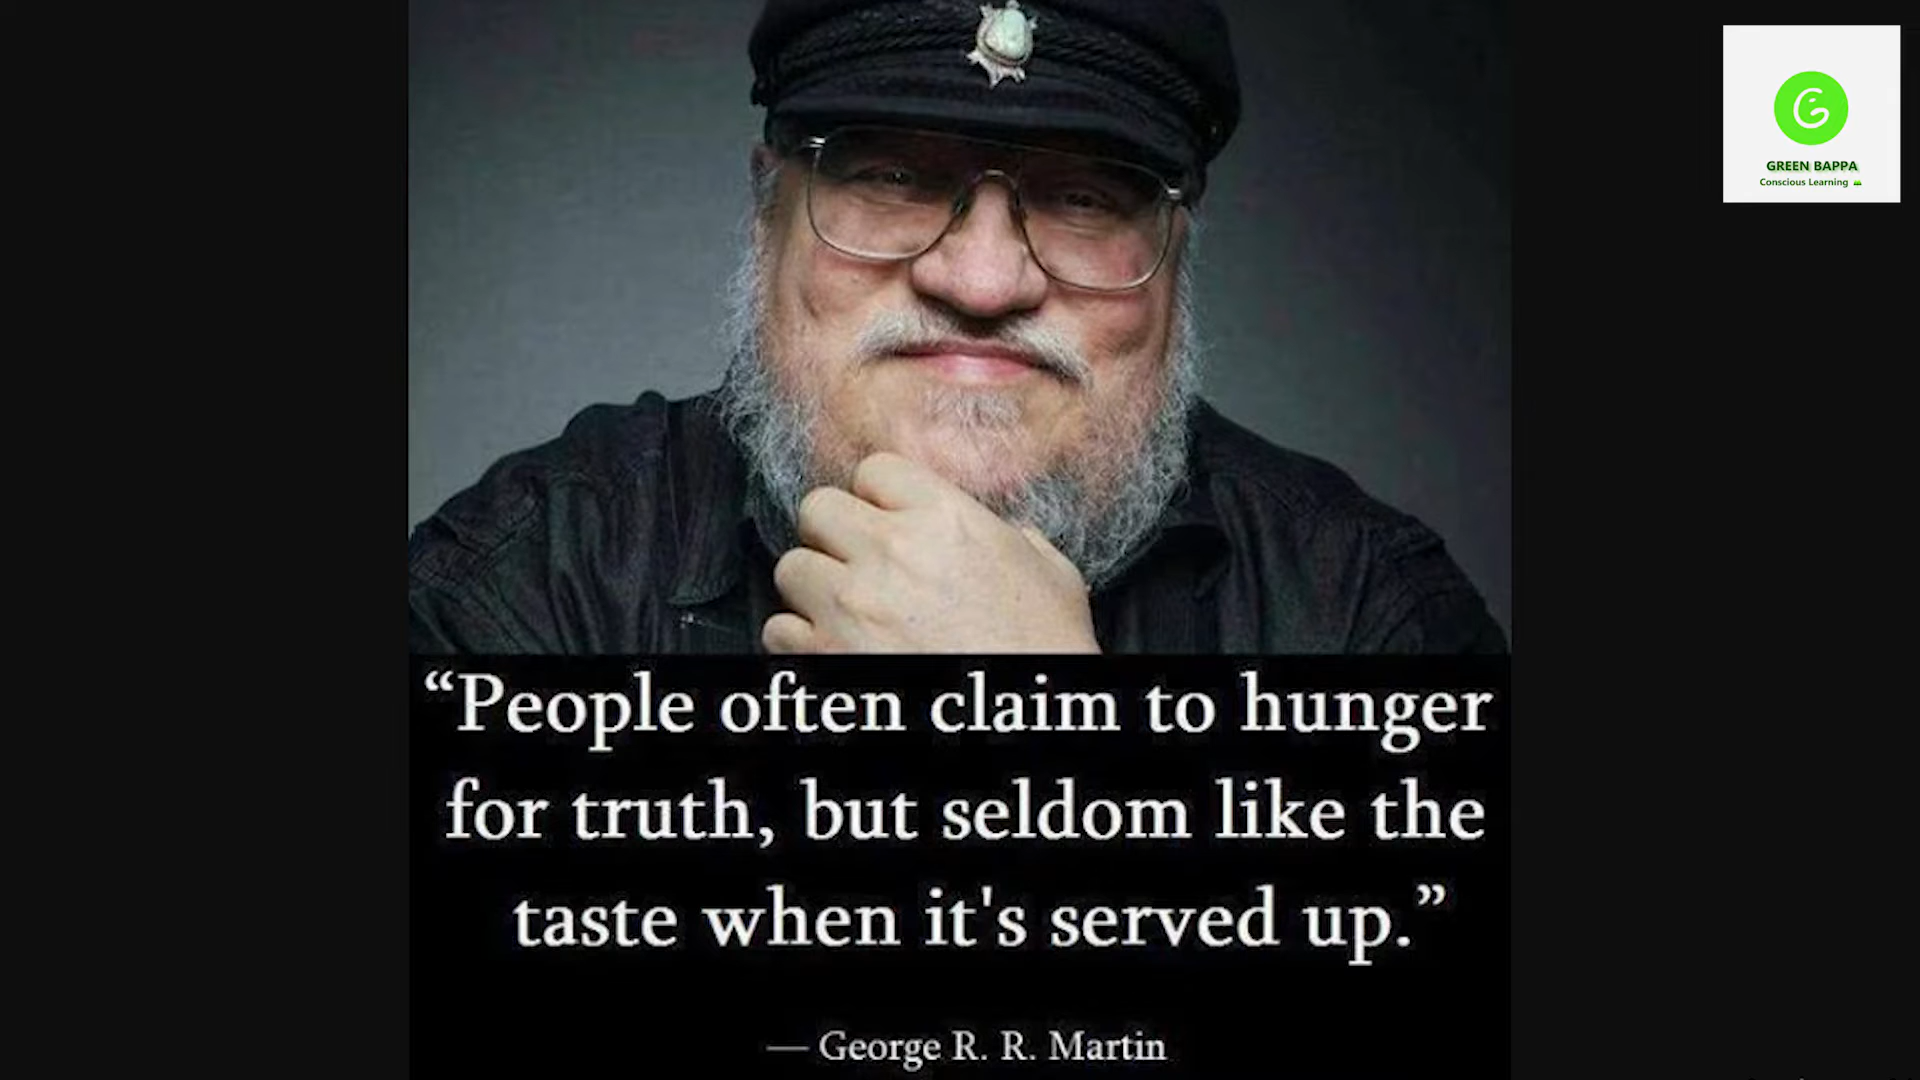 “People often claim to hunger
for truth, but seldom like the
taste when it's served up.”
— George R. R. Martin
GREEN BAPPA
Conscious Learning